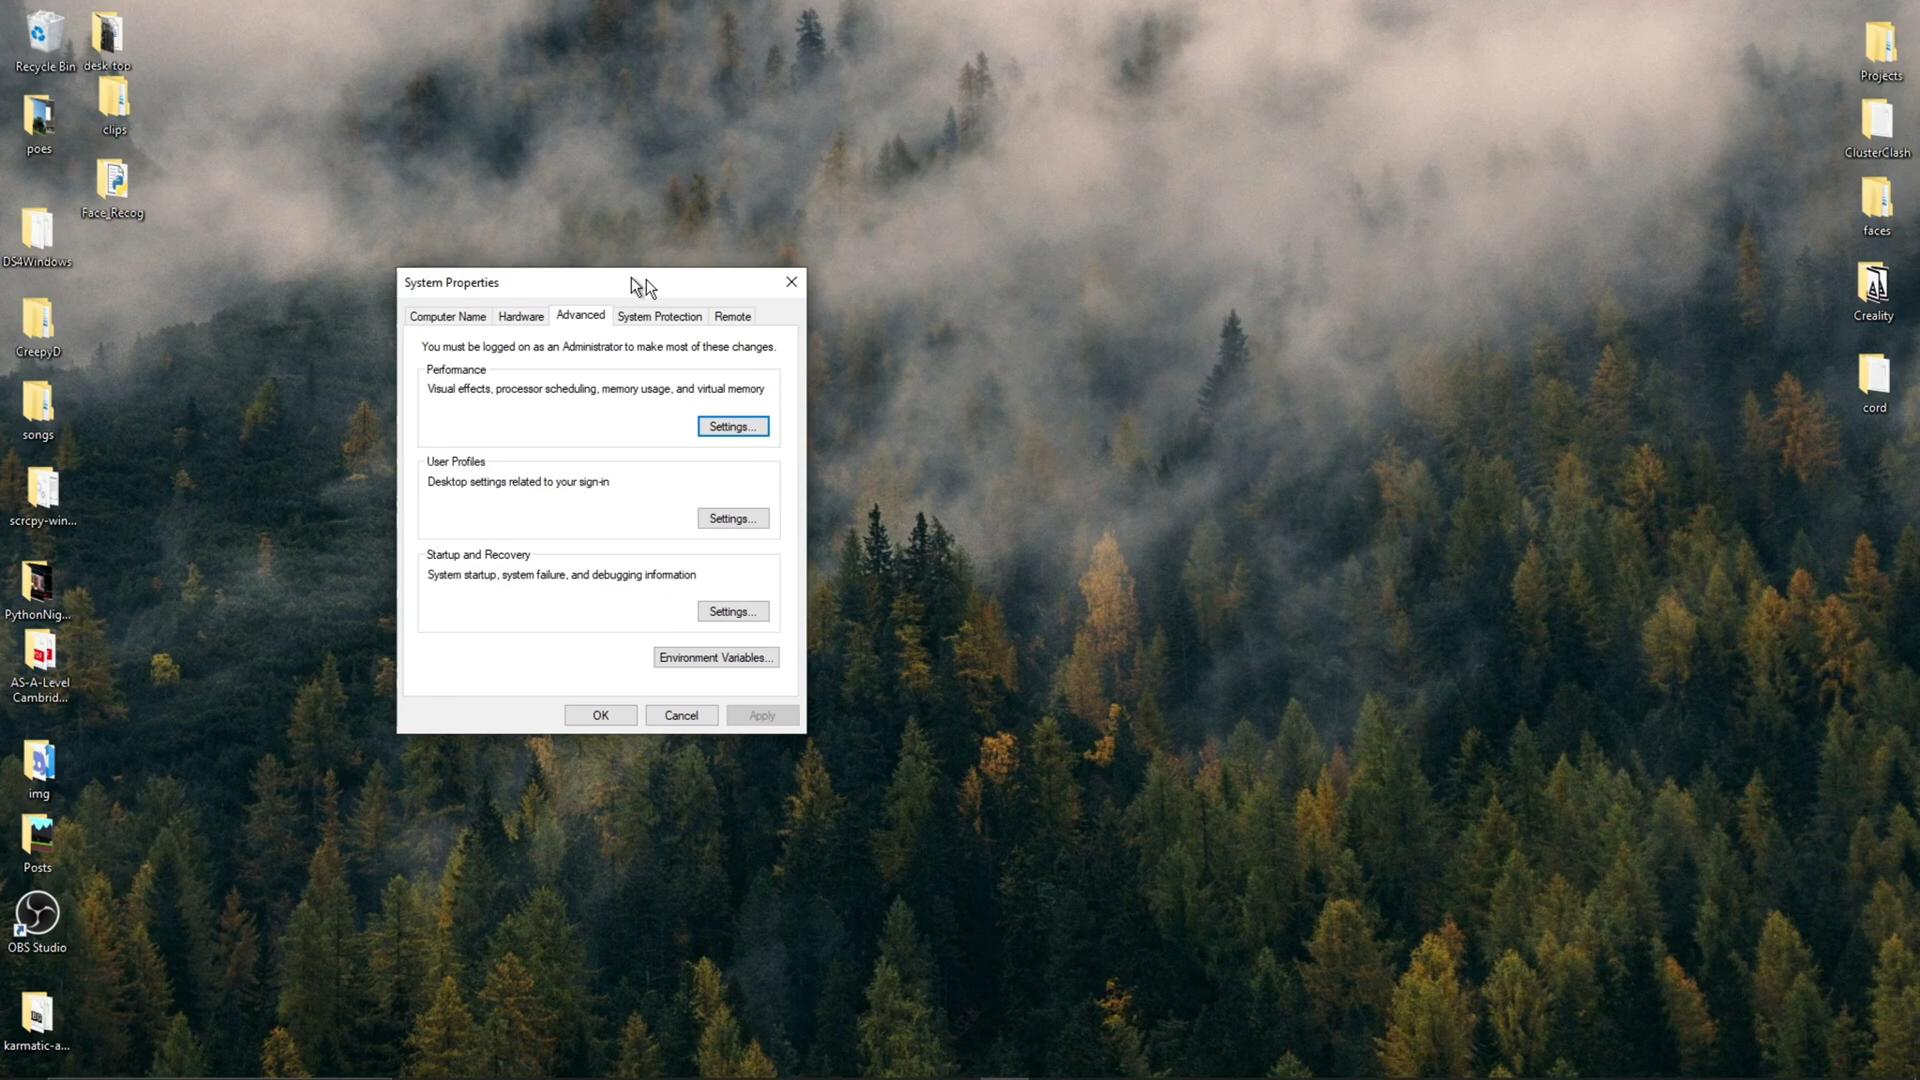 Recycle Bin
desk top
poes
clips
Face_Recog
DS4Windows
CreepyD
songs
scrcpy-win...
PythonNig...
AS-A-Level
Cambrid...
img
Posts
OBS Studio
karmatic-a...
System Properties
Computer Name
Hardware
Advanced
System Protection
Remote
You must be logged on as an Administrator to make most of these changes.
Performance
Visual effects, processor scheduling, memory usage, and virtual memory
Settings...
User Profiles
Desktop settings related to your sign-in
Settings...
Startup and Recovery
System startup, system failure, and debugging information
Settings...
Environment Variables...
OK
Cancel
Apply
Projects
ClusterClash
faces
Creality
cord